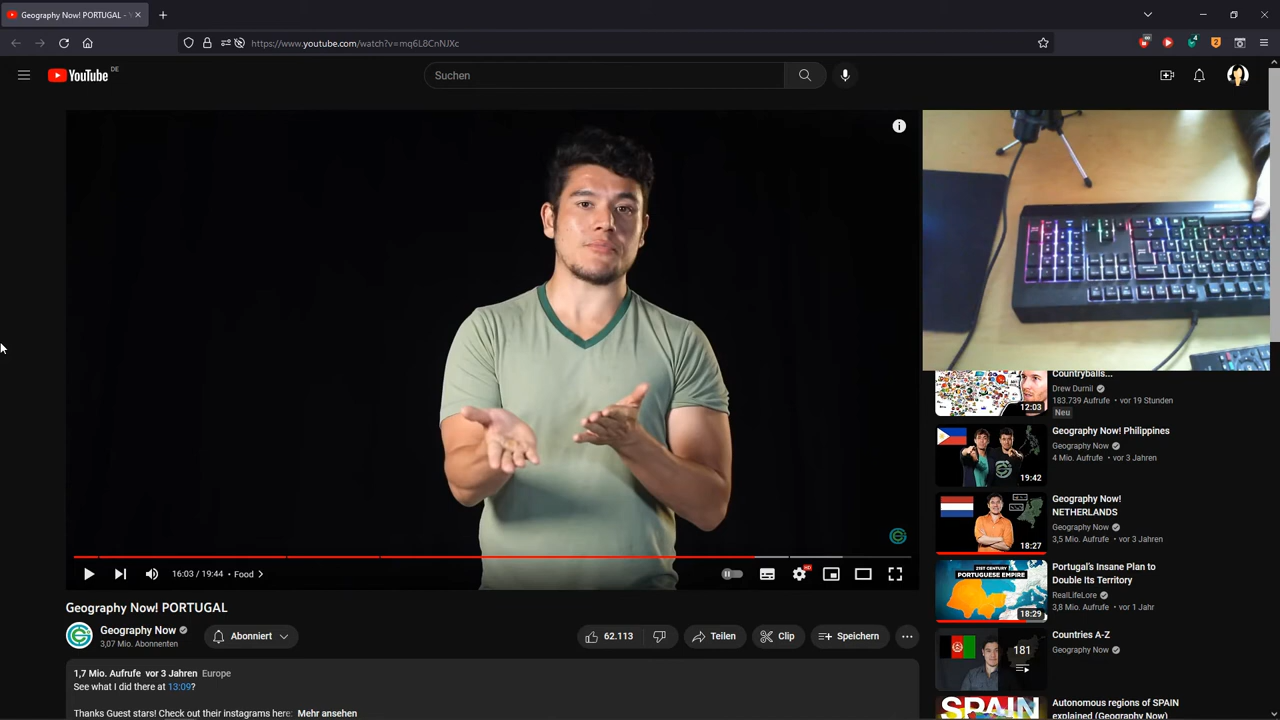 Geography Now! PORTUGAL - Y
https://www.youtube.com/watch?v=mq6L8CnNJXc
YouTube DE
Suchen
16:03 / 19:44 • Food
HD
Geography Now! PORTUGAL
Geography Now
3,07 Mio. Abonnenten
Abonniert
62.113
Teilen
Clip
Speichern
1,7 Mio. Aufrufe vor 3 Jahren Europe
See what I did there at 13:09?
Thanks Guest stars! Check out their instagrams here: Mehr ansehen
Countryballs...
Drew Durnil
183.739 Aufrufe • vor 19 Stunden
Neu
12:03
Geography Now! Philippines
Geography Now
4 Mio. Aufrufe • vor 3 Jahren
19:42
Geography Now!
NETHERLANDS
Geography Now
3,5 Mio. Aufrufe • vor 3 Jahren
18:27
21ST CENTURY
PORTUGUESE EMPIRE
18:29
Portugal's Insane Plan to
Double Its Territory
RealLifeLore
3,8 Mio. Aufrufe • vor 1 Jahr
181
Countries A-Z
Geography Now
SPAIN
Autonomous regions of SPAIN
explained (Geography Now!)